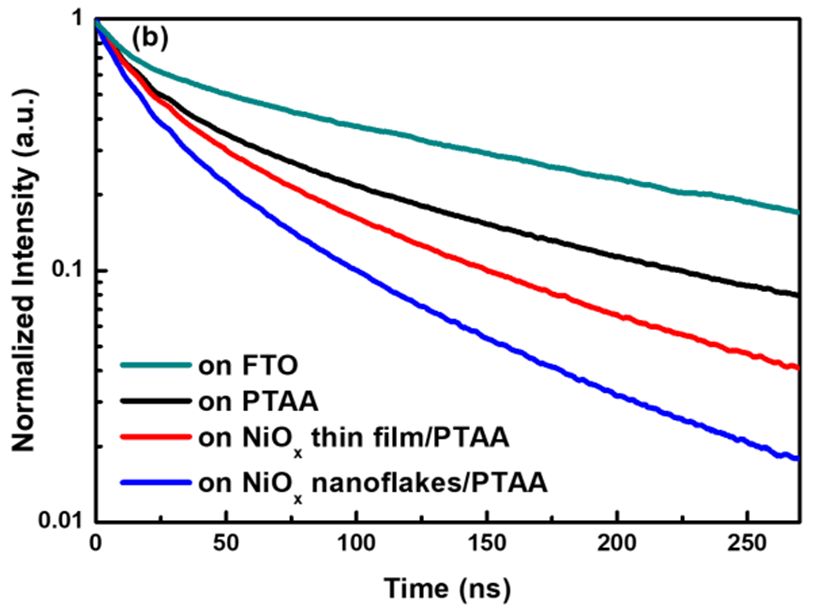 (b)
Normalized Intensity (a.u.)
1
0.1
0.01
on FTO
on PTAA
on NiOₓ thin film/PTAA
on NiOₓ nanoflakes/PTAA
0 50 100 150 200 250
Time (ns)